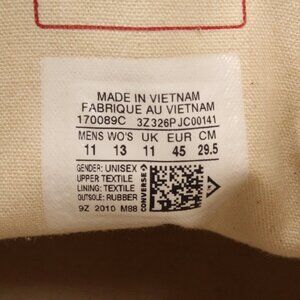 MADE IN VIETNAM
FABRIQUE AU VIETNAM
170089C 3Z326PJC00141
MENS WO'S UK EUR CM
11 13 11 45 29.5
GENDER: UNISEX
UPPER:TEXTILE
LINING: TEXTILE
OUTSOLE: RUBBER
9Z 2010 M88
CONVERSE